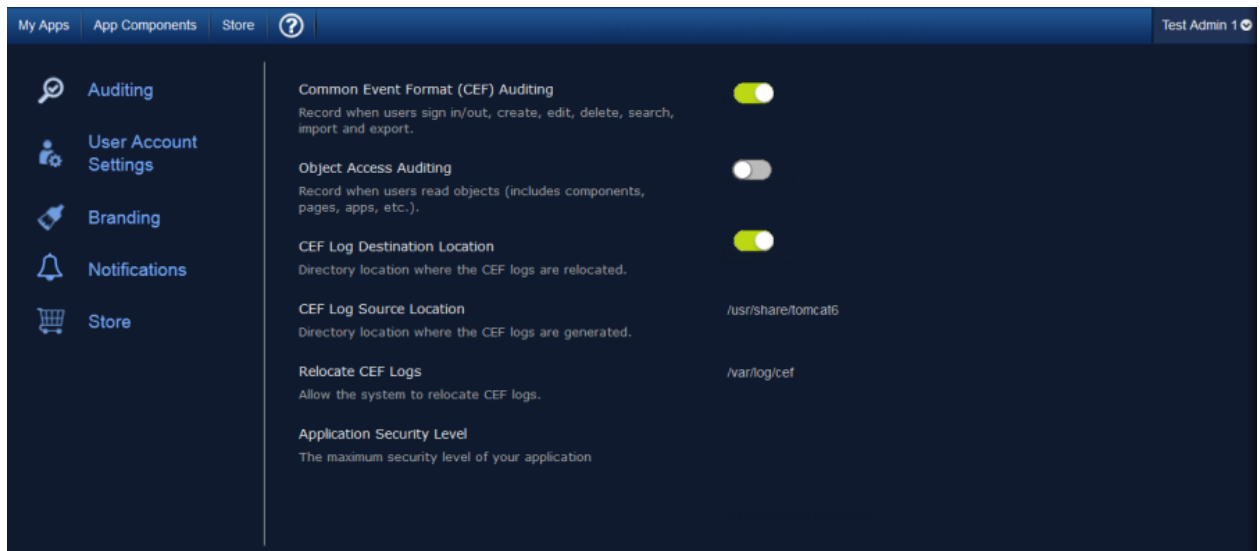 My Apps App Components Store ? Test Admin 1
Auditing
User Account
Settings
Branding
Notifications
Store
Common Event Format (CEF) Auditing
Record when users sign in/out, create, edit, delete, search,
import and export.
Object Access Auditing
Record when users read objects (includes components,
pages, apps, etc.).
CEF Log Destination Location
Directory location where the CEF logs are relocated.
CEF Log Source Location /usr/share/tomcat6
Directory location where the CEF logs are generated.
Relocate CEF Logs /var/log/cef
Allow the system to relocate CEF logs.
Application Security Level
The maximum security level of your application